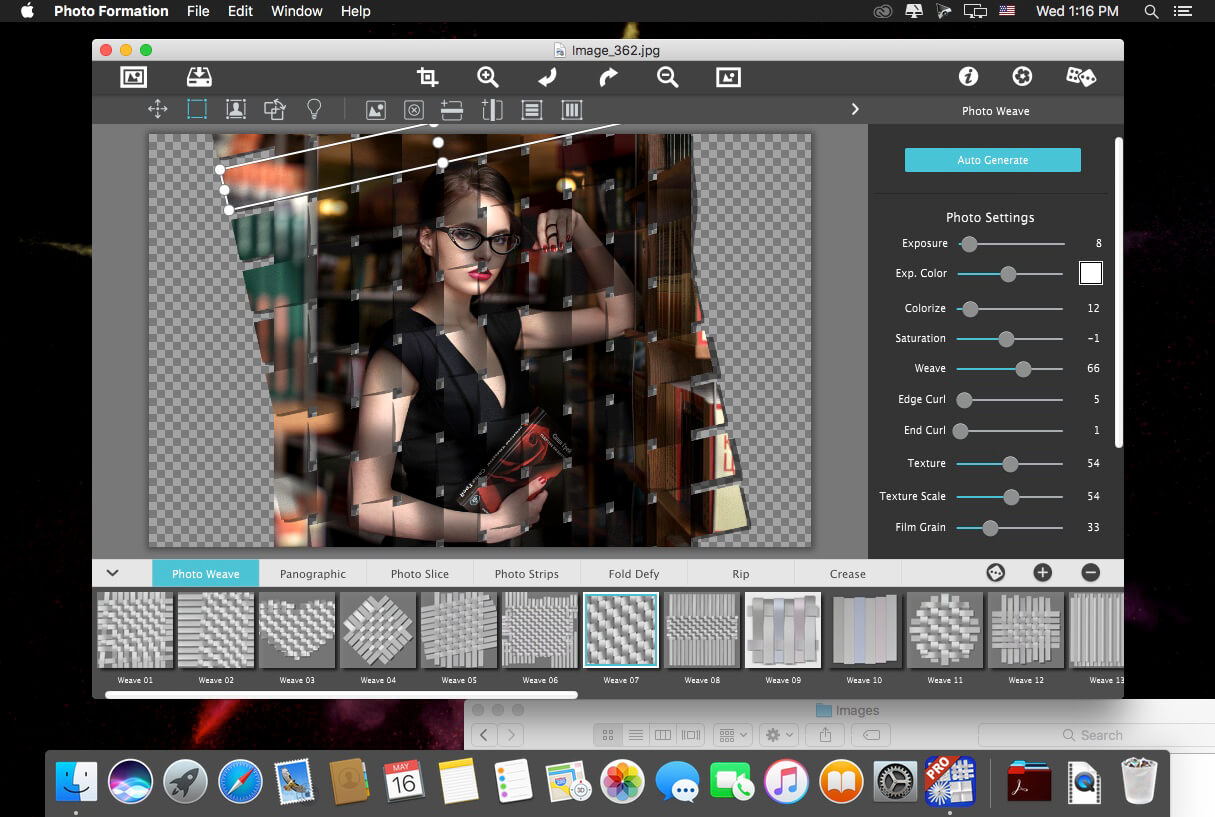 Photo Formation File Edit Window Help Wed 1:16 PM
Image_362.jpg
Photo Weave
Auto Generate
Photo Settings
Exposure 8
Exp. Color
Colorize 12
Saturation -1
Weave 66
Edge Curl 5
End Curl 1
Texture 54
Texture Scale 54
Film Grain 33
Photo Weave Panographic Photo Slice Photo Strips Fold Defy Rip Crease
Weave 01 Weave 02 Weave 03 Weave 04 Weave 05 Weave 06 Weave 07 Weave 08 Weave 09 Weave 10 Weave 11 Weave 12 Weave 13
Images
Search
MAY
16
3D
PRO